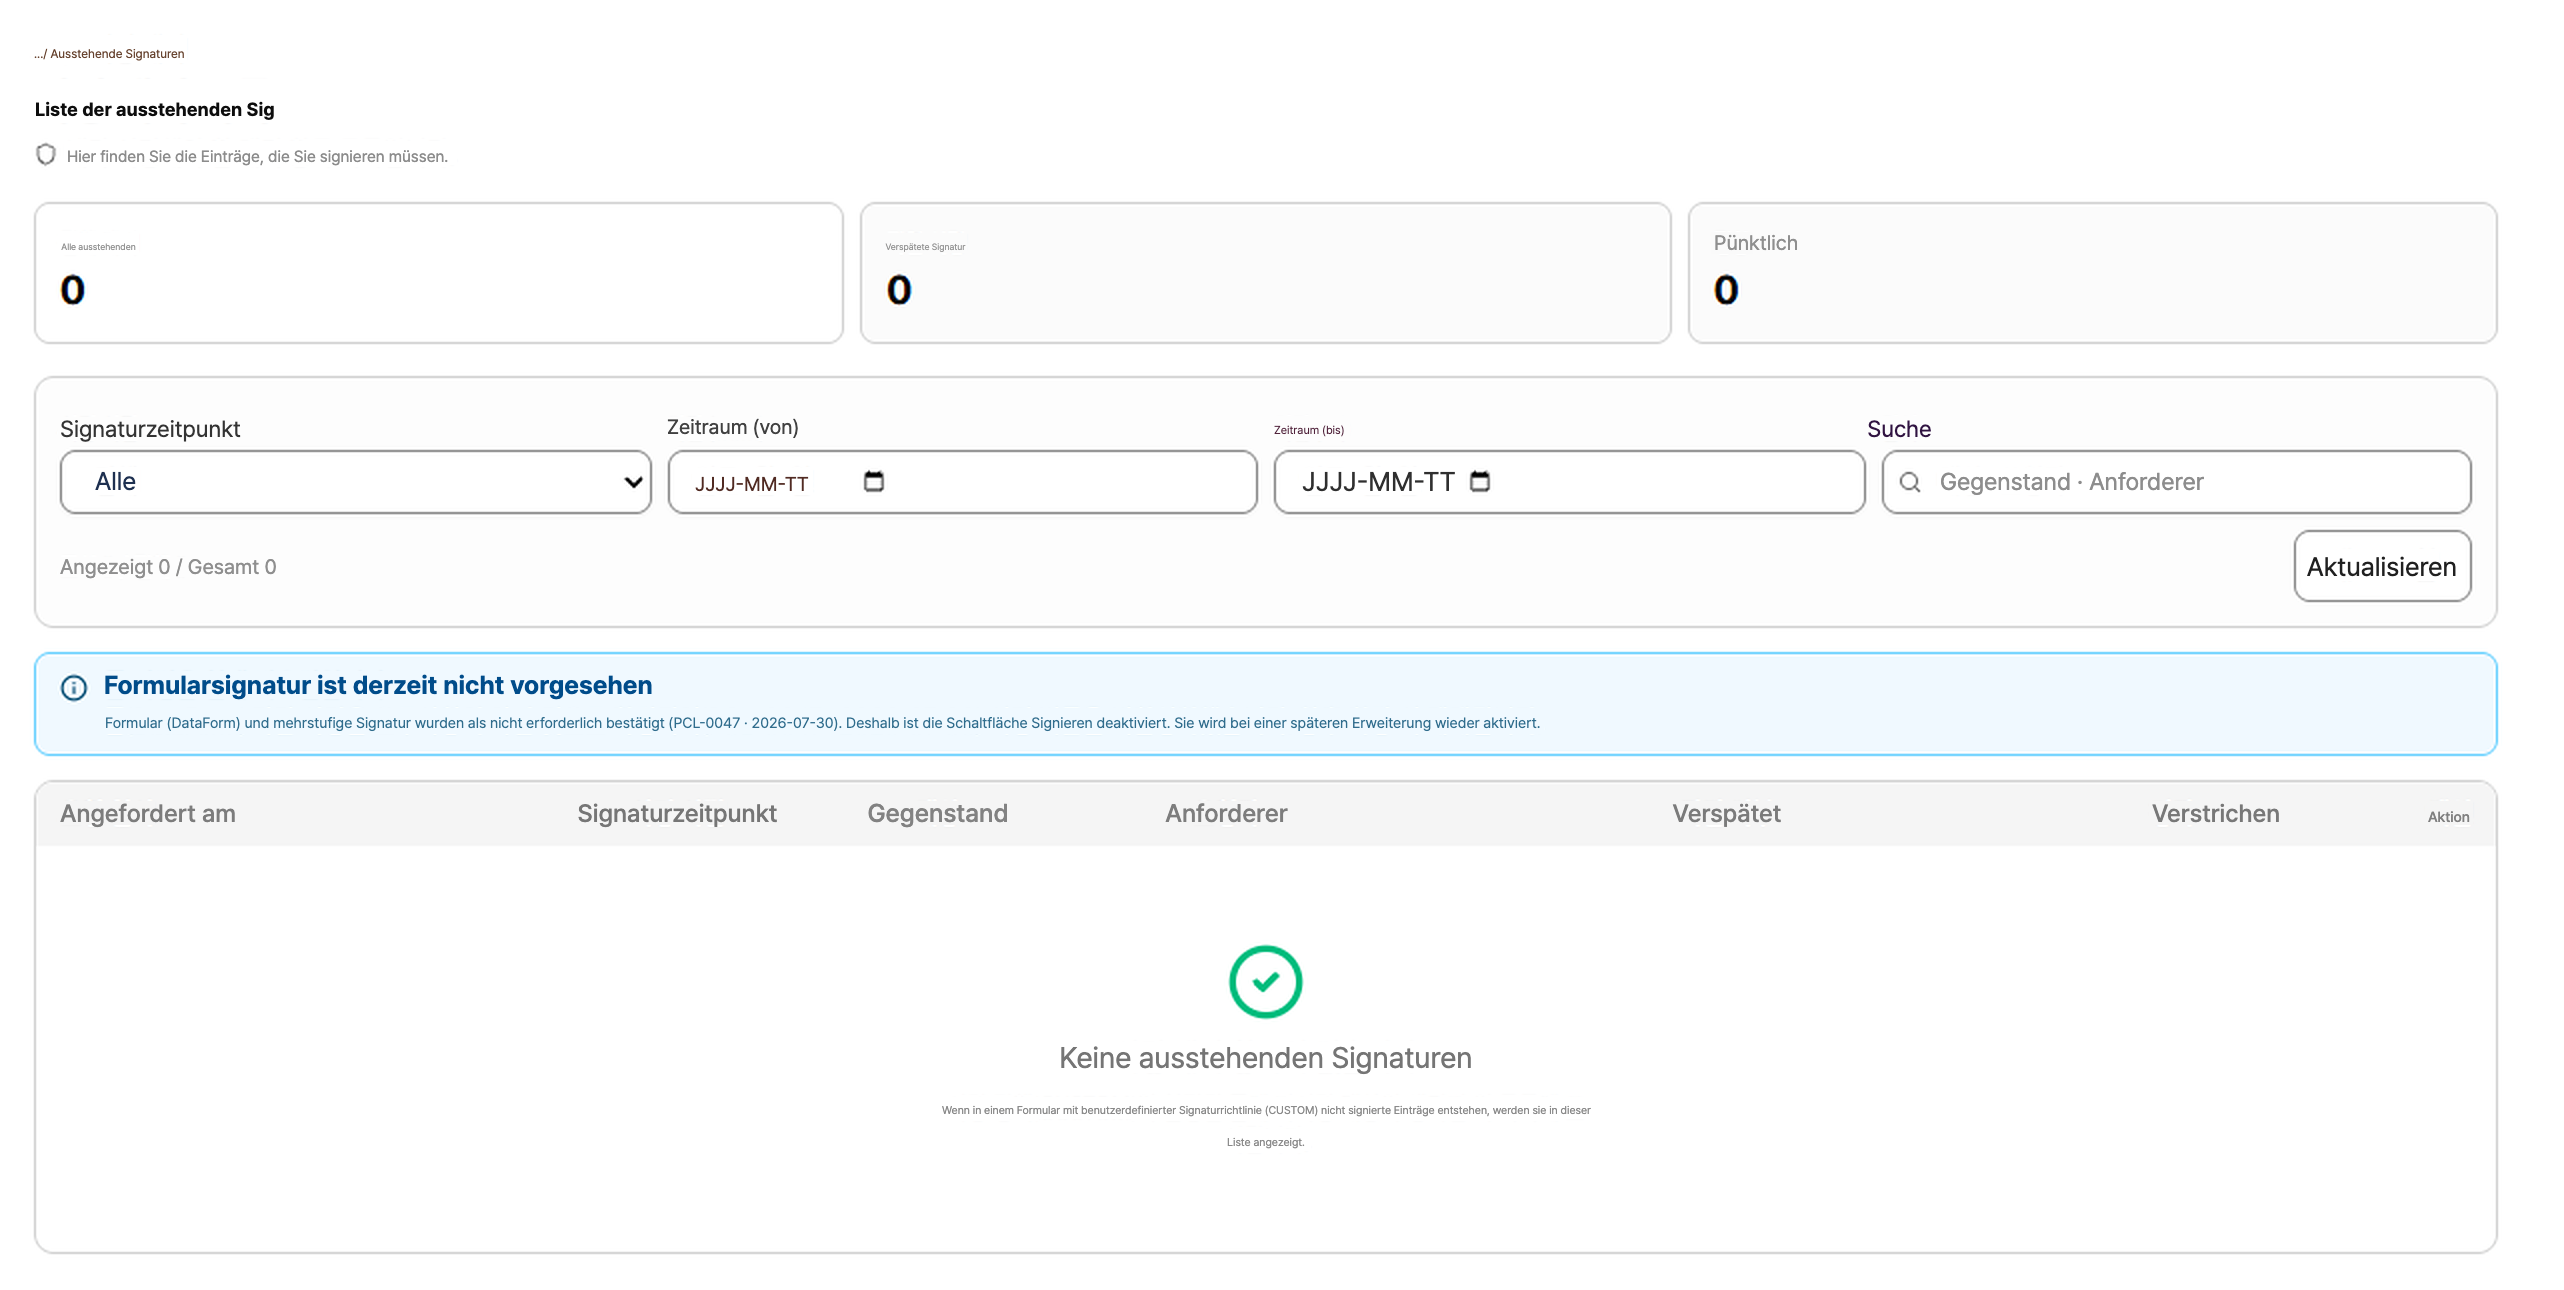 .../ Ausstehende Signaturen
Liste der ausstehenden Sig
Hier finden Sie die Einträge, die Sie signieren müssen.
Alle ausstehenden
0
Verspätete Signatur
0
Pünktlich
0
Signaturzeitpunkt
Alle
Zeitraum (von)
JJJJ-MM-TT
Zeitraum (bis)
JJJJ-MM-TT
Suche
Gegenstand · Anforderer
Angezeigt 0 / Gesamt 0
Aktualisieren
Formularsignatur ist derzeit nicht vorgesehen
Formular (DataForm) und mehrstufige Signatur wurden als nicht erforderlich bestätigt (PCL-0047 · 2026-07-30). Deshalb ist die Schaltfläche Signieren deaktiviert. Sie wird bei einer späteren Erweiterung wieder aktiviert.
Angefordert am Signaturzeitpunkt Gegenstand Anforderer Verspätet Verstrichen Aktion
Keine ausstehenden Signaturen
Wenn in einem Formular mit benutzerdefinierter Signaturrichtlinie (CUSTOM) nicht signierte Einträge entstehen, werden sie in dieser
Liste angezeigt.